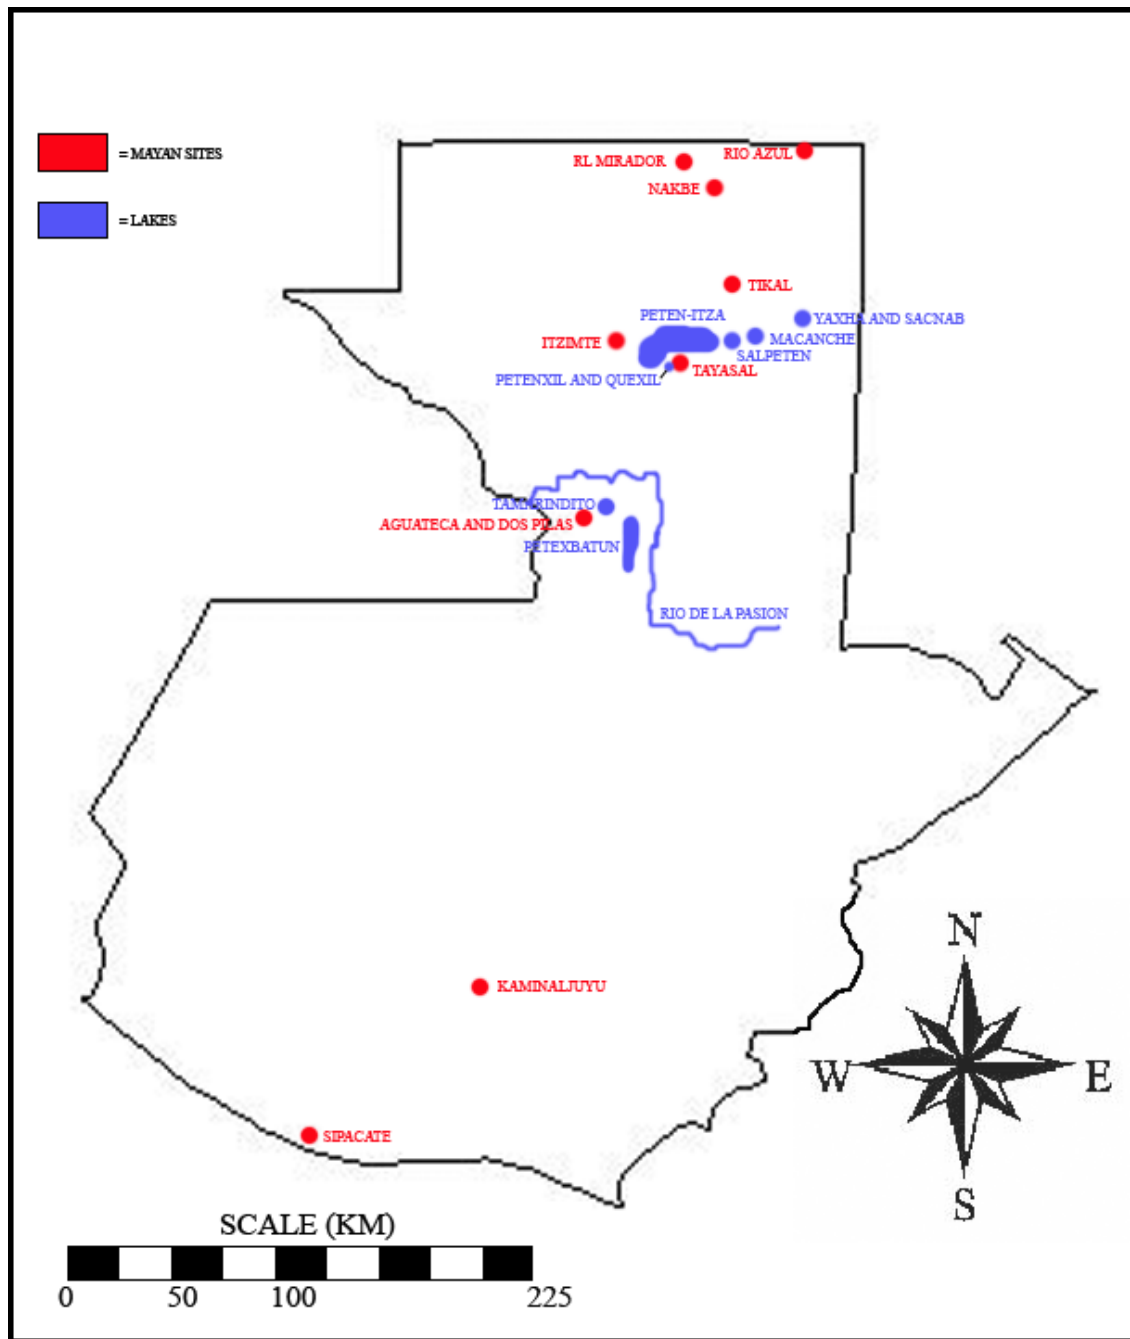 = MAYAN SITES
= LAKES
RL MIRADOR
RIO AZUL
NAKBE
TIKAL
PETEN-ITZA
YAXHA AND SACNAB
ITZIMTE
MACANCHE
SALPETEN
TAYASAL
PETENXIL AND QUEXIL
TAMARINDITO
AGUATECA AND DOS PILAS
PETEXBATUN
RIO DE LA PASION
KAMINALJUYU
SIPACATE
N
W
E
S
SCALE (KM)
0 50 100 225